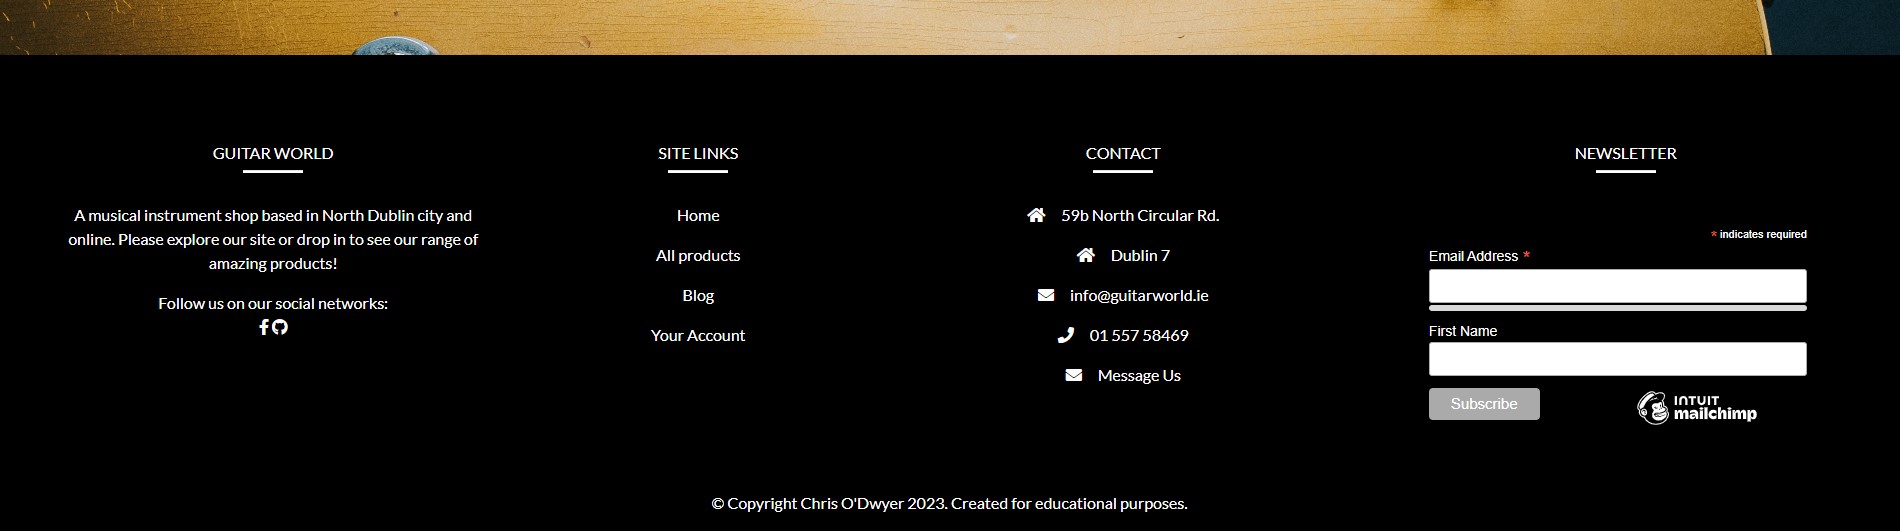 GUITAR WORLD
A musical instrument shop based in North Dublin city and
online. Please explore our site or drop in to see our range of
amazing products!
Follow us on our social networks:
SITE LINKS
Home
All products
Blog
Your Account
CONTACT
59b North Circular Rd.
Dublin 7
info@guitarworld.ie
01 557 58469
Message Us
NEWSLETTER
* indicates required
Email Address *
First Name
Subscribe
INTUIT
mailchimp
© Copyright Chris O'Dwyer 2023. Created for educational purposes.